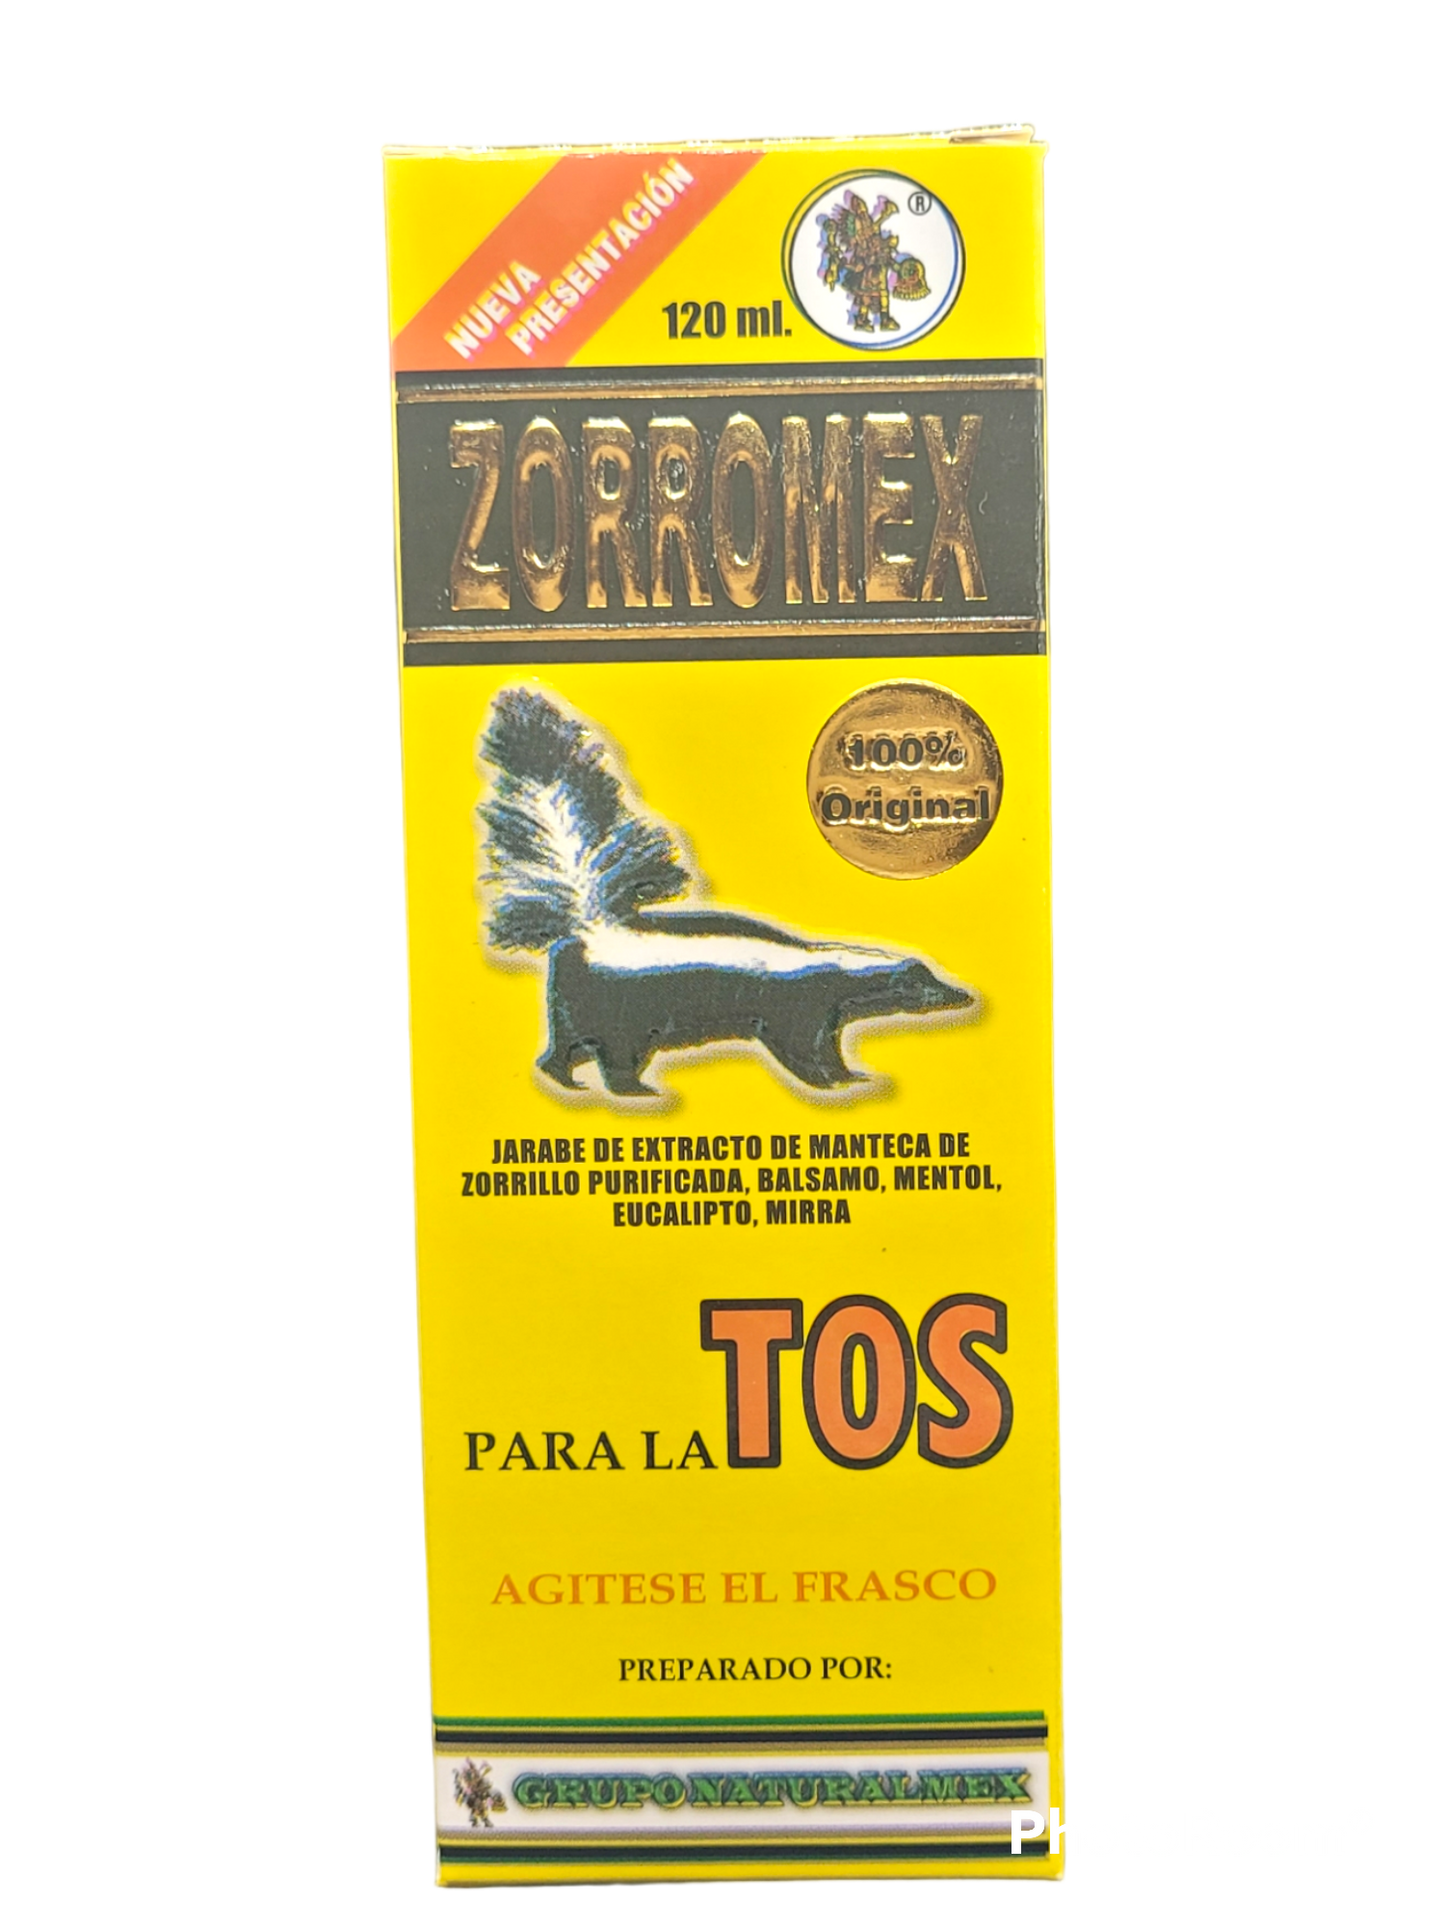 NUEVA
PRESENTACIÓN
120 ml.
®
ZORROMEX
100%
Original
JARABE DE EXTRACTO DE MANTECA DE
ZORRILLO PURIFICADA, BALSAMO, MENTOL,
EUCALIPTO, MIRRA
PARA LA TOS
AGITESE EL FRASCO
PREPARADO POR:
GRUPO NATURALMEX